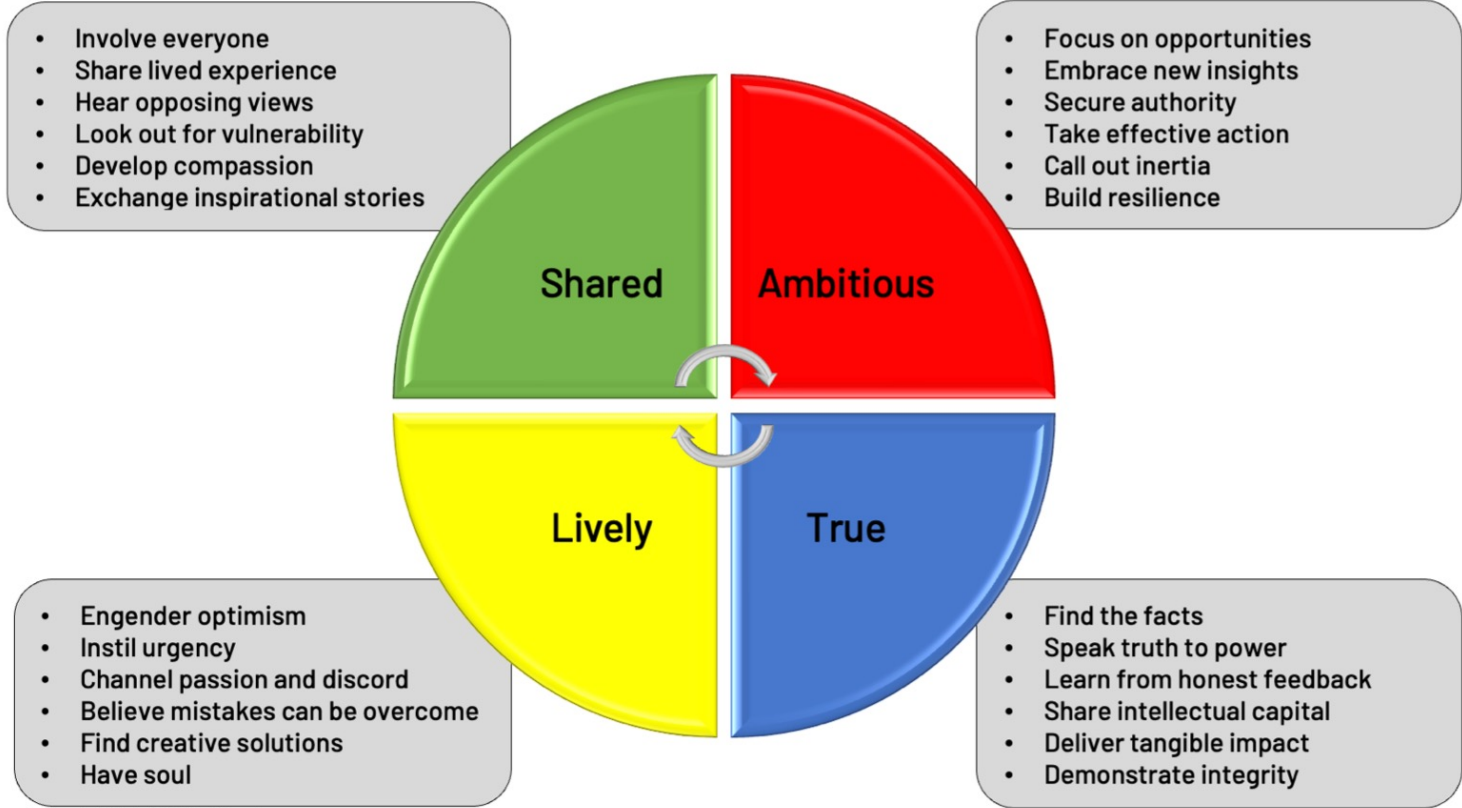 • Involve everyone
• Share lived experience
• Hear opposing views
• Look out for vulnerability
• Develop compassion
• Exchange inspirational stories
• Focus on opportunities
• Embrace new insights
• Secure authority
• Take effective action
• Call out inertia
• Build resilience
Shared
Ambitious
Lively
True
• Engender optimism
• Instil urgency
• Channel passion and discord
• Believe mistakes can be overcome
• Find creative solutions
• Have soul
• Find the facts
• Speak truth to power
• Learn from honest feedback
• Share intellectual capital
• Deliver tangible impact
• Demonstrate integrity